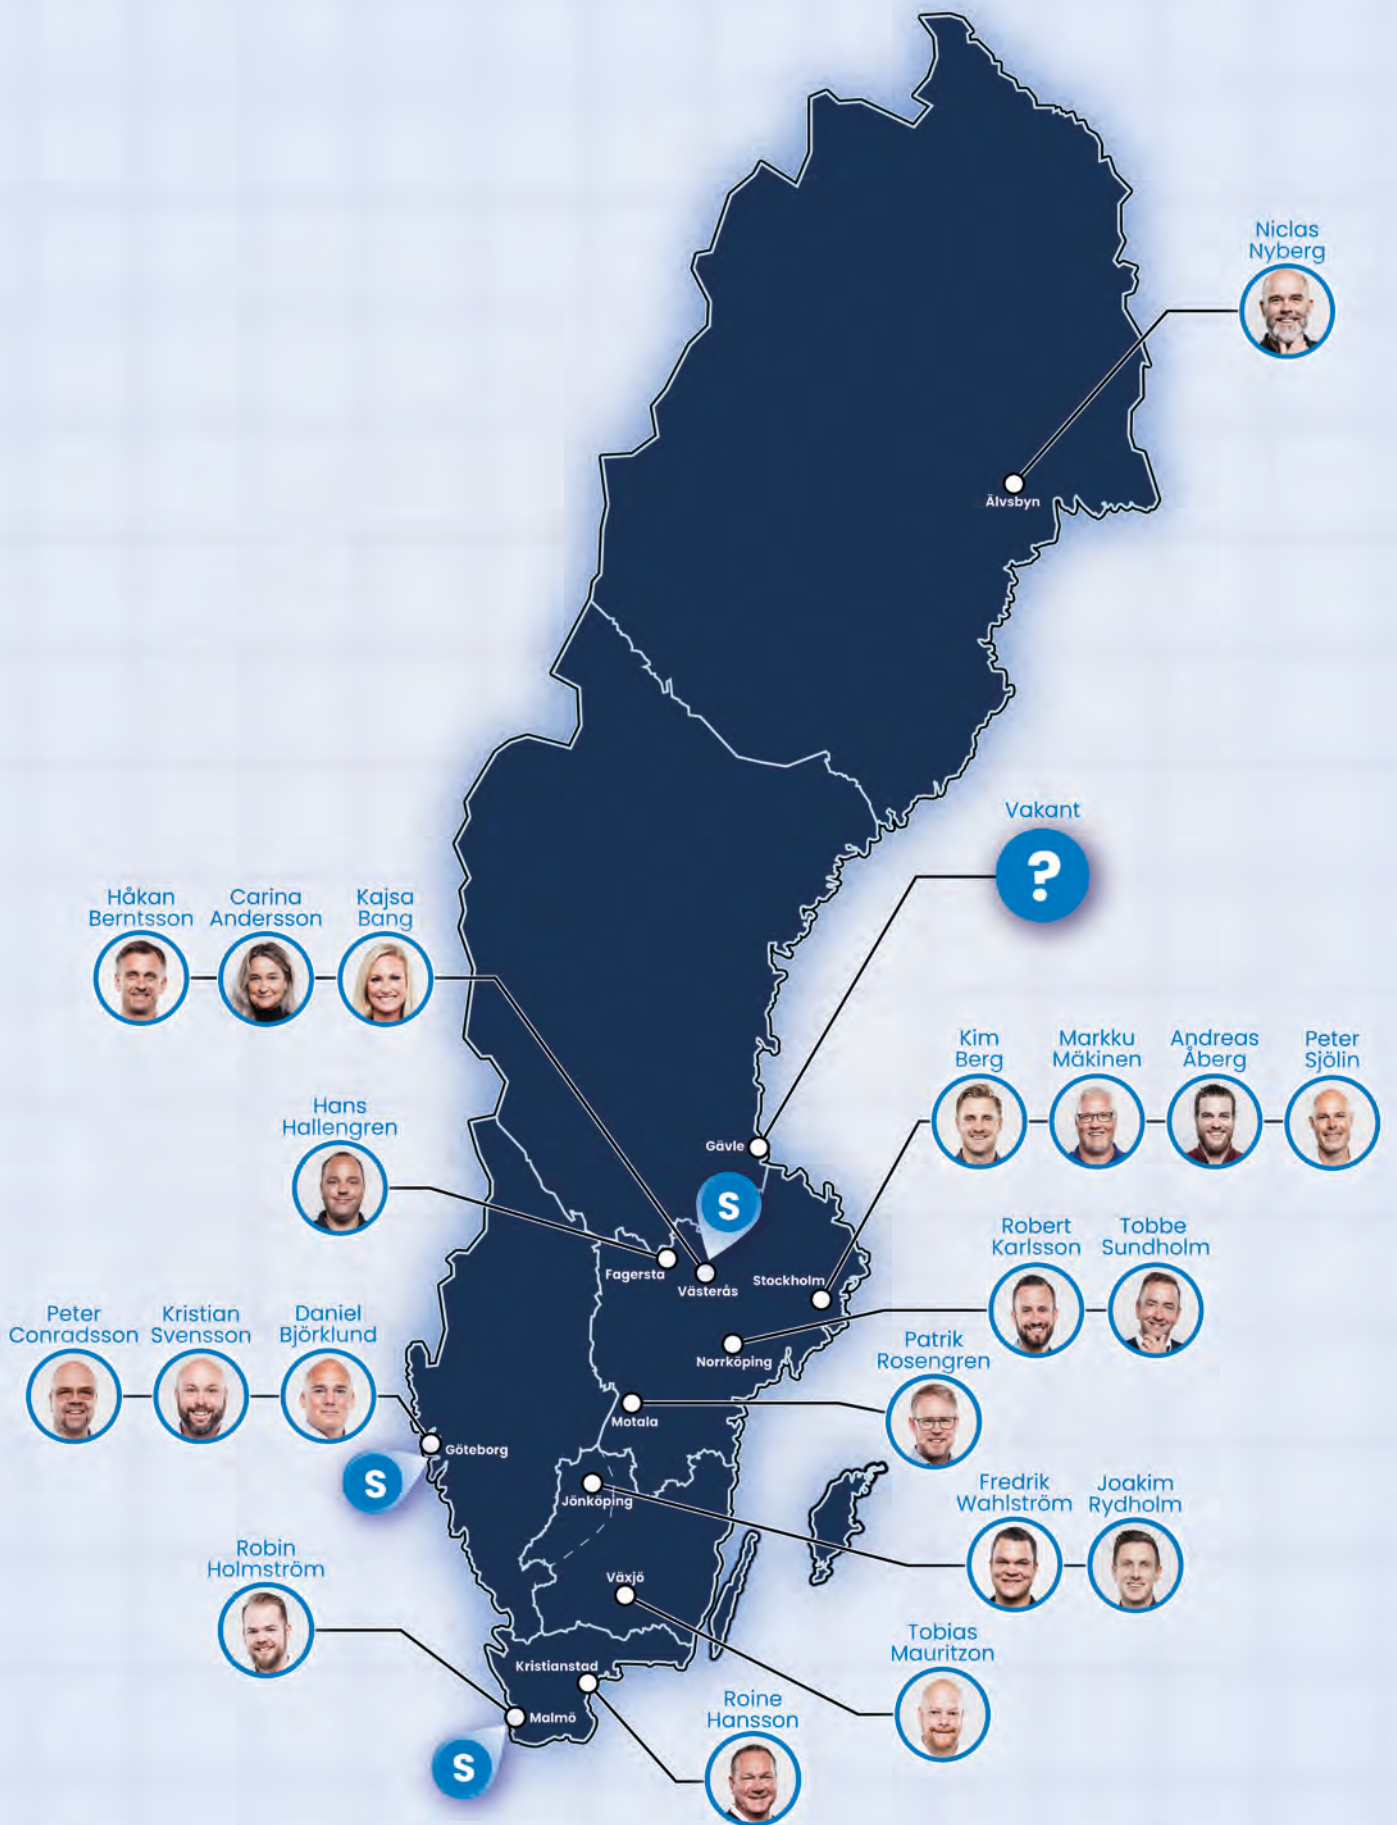 Niclas
Nyberg
Älvsbyn
Vakant
?
Håkan
Berntsson
Carina
Andersson
Kajsa
Bang
Kim
Berg
Markku
Mäkinen
Andreas
Åberg
Peter
Sjölin
Hans
Hallengren
Gävle
S
Robert
Karlsson
Tobbe
Sundholm
Fagersta
Västerås
Stockholm
Peter
Conradsson
Kristian
Svensson
Daniel
Björklund
Norrköping
Patrik
Rosengren
Motala
Göteborg
S
Jönköping
Fredrik
Wahlström
Joakim
Rydholm
Robin
Holmström
Växjö
Tobias
Mauritzon
Kristianstad
Roine
Hansson
Malmö
S